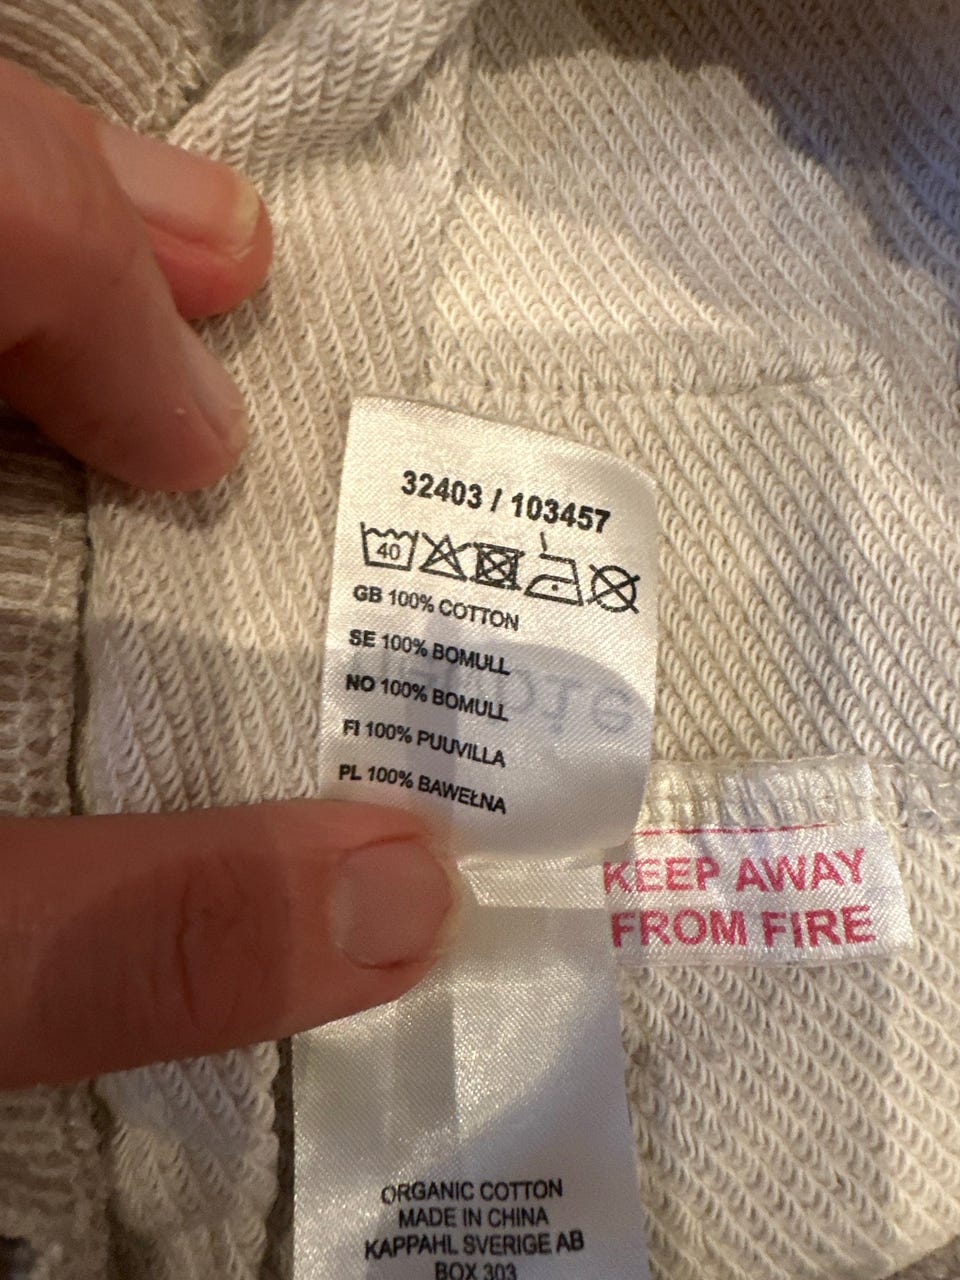 32403 / 103457
40
GB 100% COTTON
SE 100% BOMULL
NO 100% BOMULL
FI 100% PUUVILLA
PL 100% BAWEŁNA
KEEP AWAY
FROM FIRE
ORGANIC COTTON
MADE IN CHINA
KAPPAHL SVERIGE AB
BOX 303